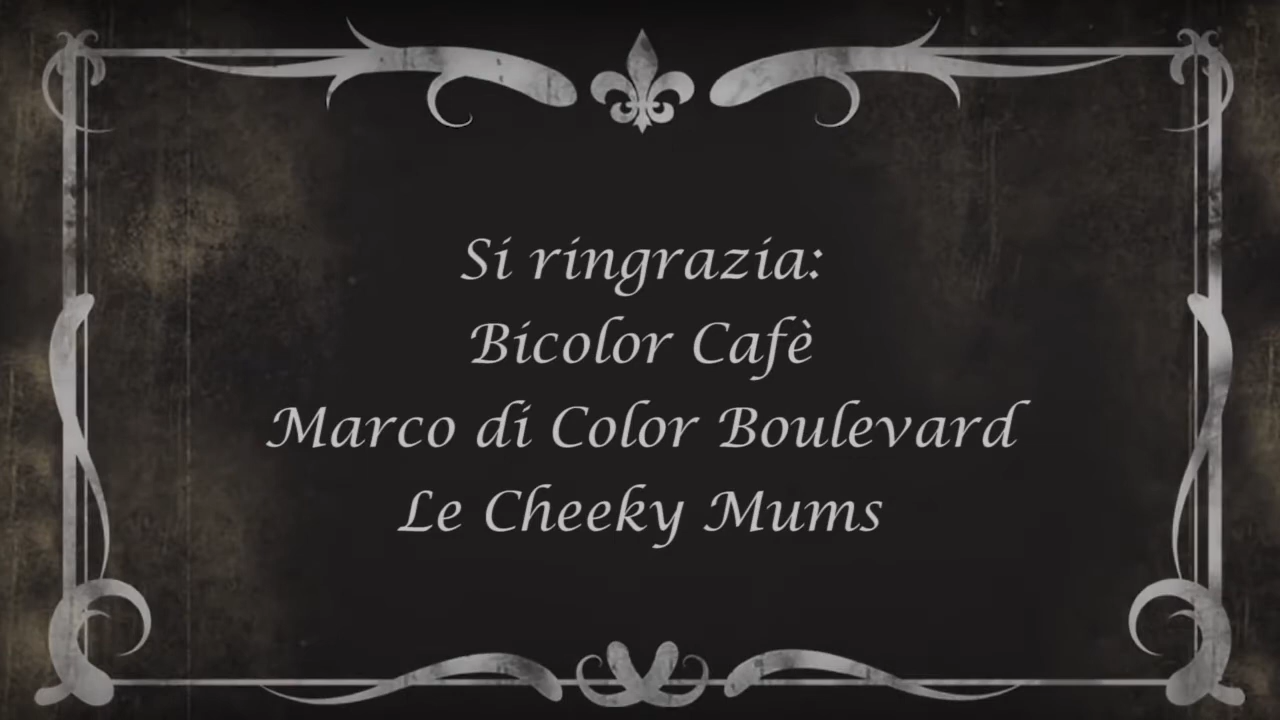 Si ringrazia:
Bicolor Cafè
Marco di Color Boulevard
Le Cheeky Mums